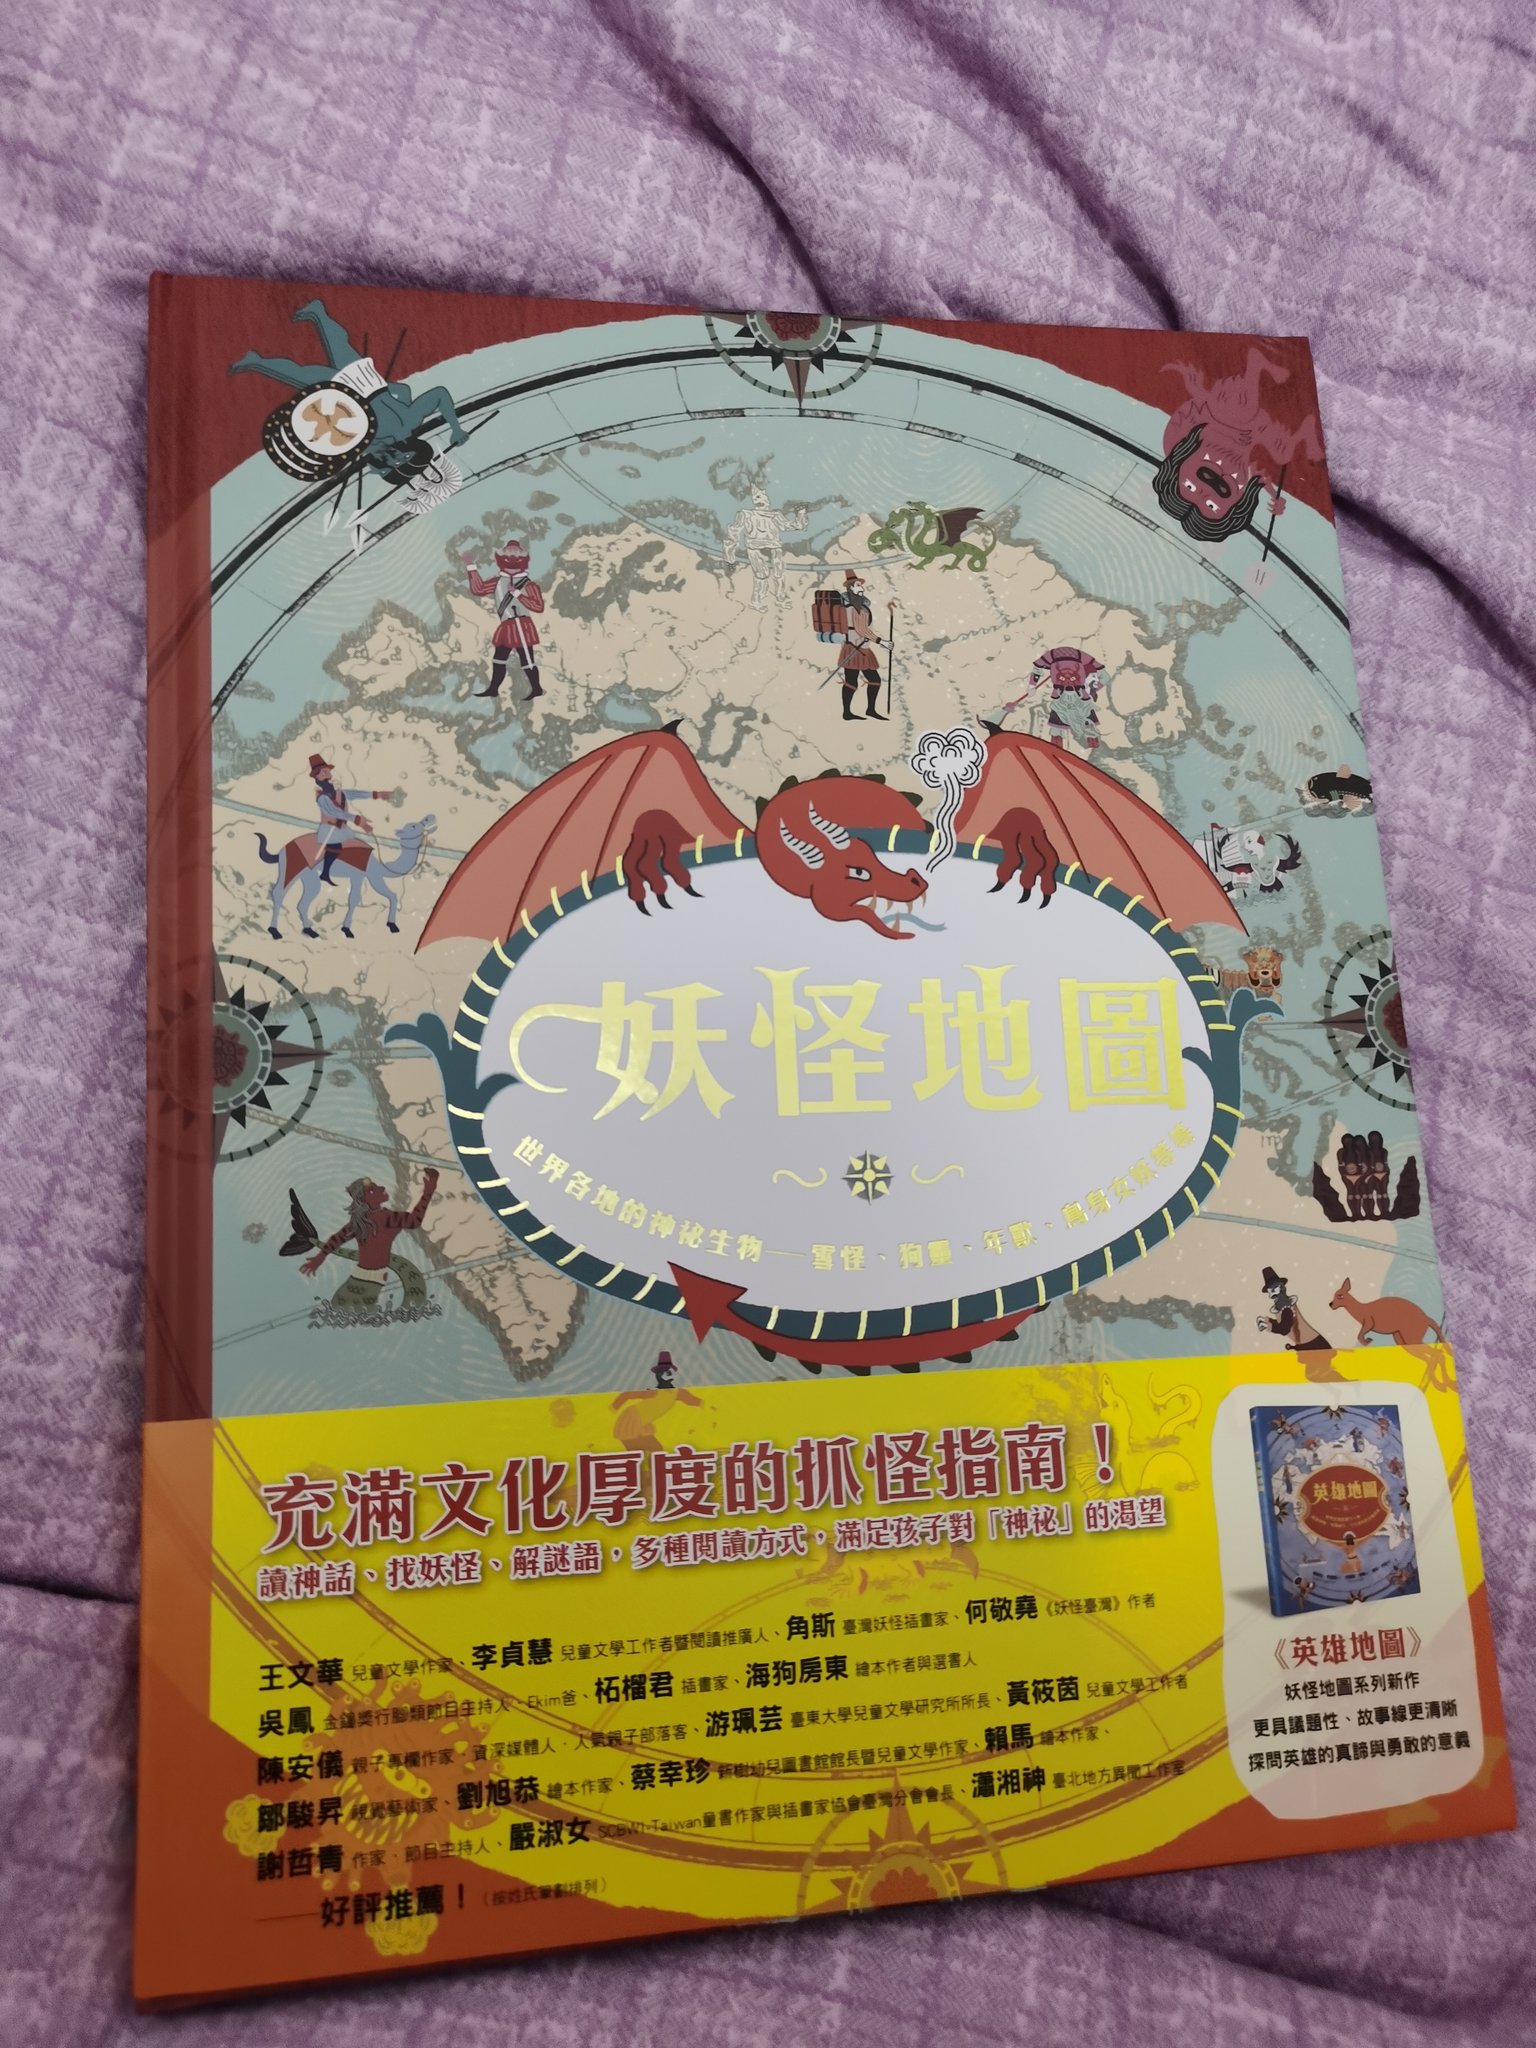 妖怪地圖
世界各地的神祕生物——雪怪、狗靈、年獸、鳥身女妖等等
充滿文化厚度的抓怪指南！
讀神話、找妖怪、解謎語，多種閱讀方式，滿足孩子對「神祕」的渴望
王文華 兒童文學作家、李貞慧 兒童文學工作者暨閱讀推廣人、角斯 臺灣妖怪插畫家、何敬堯《妖怪臺灣》作者
吳鳳 金鐘獎行腳類節目主持人、Ekim爸、柘榴君 插畫家、海狗房東 繪本作者與選書人
陳安儀 親子專欄作家．資深媒體人．人氣親子部落客、游珮芸 臺東大學兒童文學研究所所長、黃筱茵 兒童文學工作者
鄒駿昇 視覺藝術家、劉旭恭 繪本作家、蔡幸珍 新樹幼兒圖書館館長暨兒童文學作家、賴馬 繪本作家、
謝哲青 作家．節目主持人、嚴淑女 SCBWI-Taiwan童書作家與插畫家協會臺灣分會會長、瀟湘神 臺北地方異聞工作室
——好評推薦！（按姓氏筆劃排列）
英雄地圖
《英雄地圖》
妖怪地圖系列新作
更具議題性、故事線更清晰
探問英雄的真諦與勇敢的意義